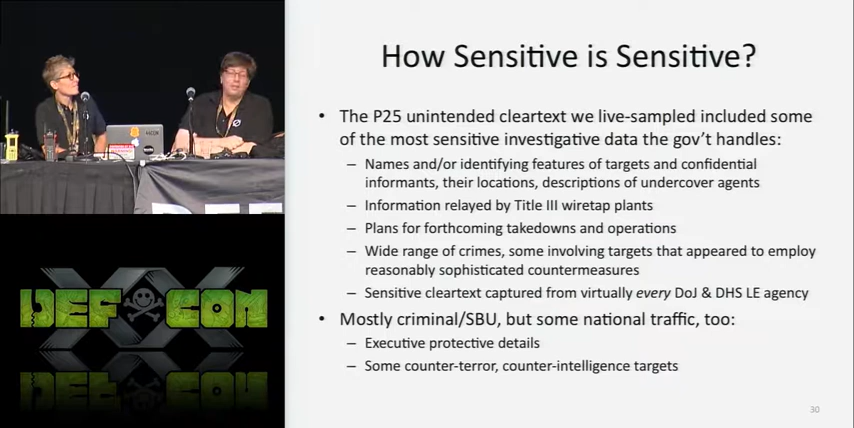 How Sensitive is Sensitive?
• The P25 unintended cleartext we live-sampled included some
of the most sensitive investigative data the gov't handles:
– Names and/or identifying features of targets and confidential
informants, their locations, descriptions of undercover agents
– Information relayed by Title III wiretap plants
– Plans for forthcoming takedowns and operations
– Wide range of crimes, some involving targets that appeared to employ
reasonably sophisticated countermeasures
– Sensitive cleartext captured from virtually every DoJ & DHS LE agency
• Mostly criminal/SBU, but some national traffic, too:
– Executive protective details
– Some counter-terror, counter-intelligence targets
30
XX
DEF CON